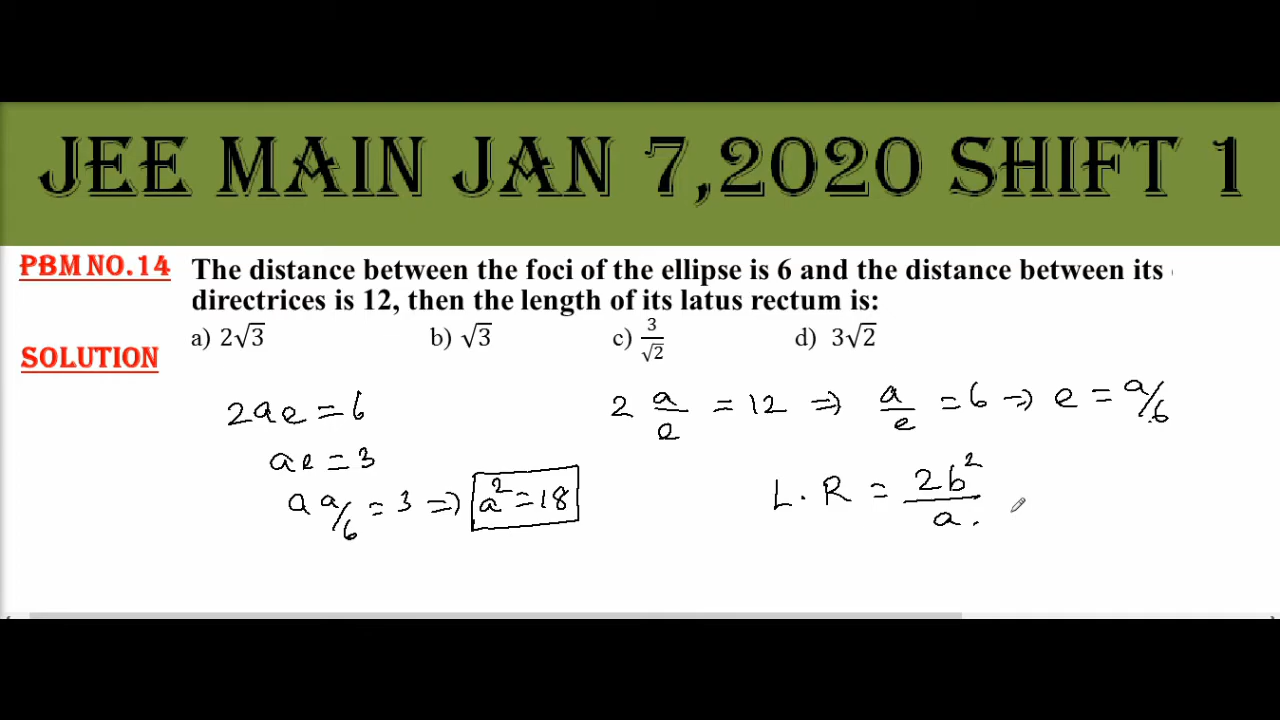 JEE MAIN JAN 7,2020 SHIFT 1
PBM NO.14 The distance between the foci of the ellipse is 6 and the distance between its
directrices is 12, then the length of its latus rectum is:
a) 2√3 b) √3 c) 3/√2 d) 3√2
SOLUTION
2ae = 6 2 a/e = 12 ⇒ a/e = 6 ⇒ e = a/6
ae = 3
a a/6 = 3 ⇒ a² = 18 L.R = 2b²/a.